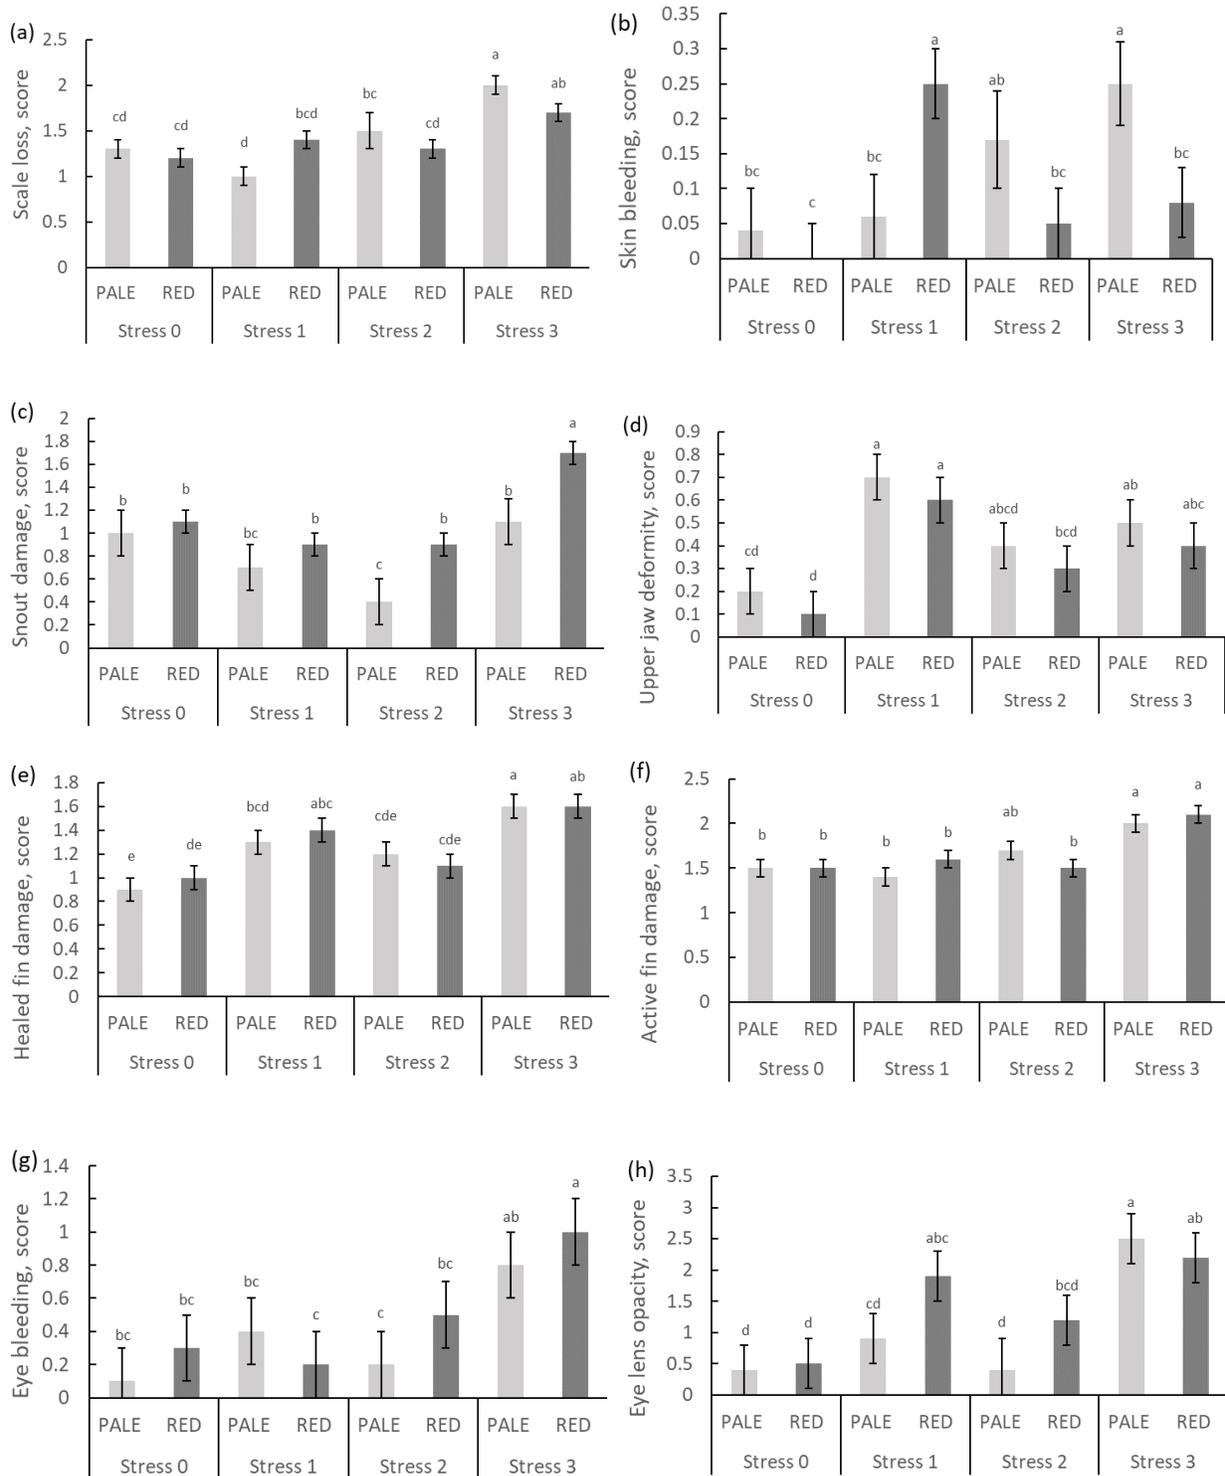 (a)
Scale loss, score
2.5
2
1.5
1
0.5
0
cd cd d bcd bc cd a ab
PALE RED PALE RED PALE RED PALE RED
Stress 0 Stress 1 Stress 2 Stress 3
(b)
Skin bleeding, score
0.35
0.3
0.25
0.2
0.15
0.1
0.05
0
bc c bc a ab bc a bc
PALE RED PALE RED PALE RED PALE RED
Stress 0 Stress 1 Stress 2 Stress 3
(c)
Snout damage, score
2
1.8
1.6
1.4
1.2
1
0.8
0.6
0.4
0.2
0
b b bc b c b b a
PALE RED PALE RED PALE RED PALE RED
Stress 0 Stress 1 Stress 2 Stress 3
(d)
Upper jaw deformity, score
0.9
0.8
0.7
0.6
0.5
0.4
0.3
0.2
0.1
0
cd d a a abcd bcd ab abc
PALE RED PALE RED PALE RED PALE RED
Stress 0 Stress 1 Stress 2 Stress 3
(e)
Healed fin damage, score
1.8
1.6
1.4
1.2
1
0.8
0.6
0.4
0.2
0
e de bcd abc cde cde a ab
PALE RED PALE RED PALE RED PALE RED
Stress 0 Stress 1 Stress 2 Stress 3
(f)
Active fin damage, score
2.5
2
1.5
1
0.5
0
b b b b ab b a a
PALE RED PALE RED PALE RED PALE RED
Stress 0 Stress 1 Stress 2 Stress 3
(g)
Eye bleeding, score
1.4
1.2
1
0.8
0.6
0.4
0.2
0
bc bc bc c c bc ab a
PALE RED PALE RED PALE RED PALE RED
Stress 0 Stress 1 Stress 2 Stress 3
(h)
Eye lens opacity, score
3.5
3
2.5
2
1.5
1
0.5
0
d d cd abc d bcd a ab
PALE RED PALE RED PALE RED PALE RED
Stress 0 Stress 1 Stress 2 Stress 3